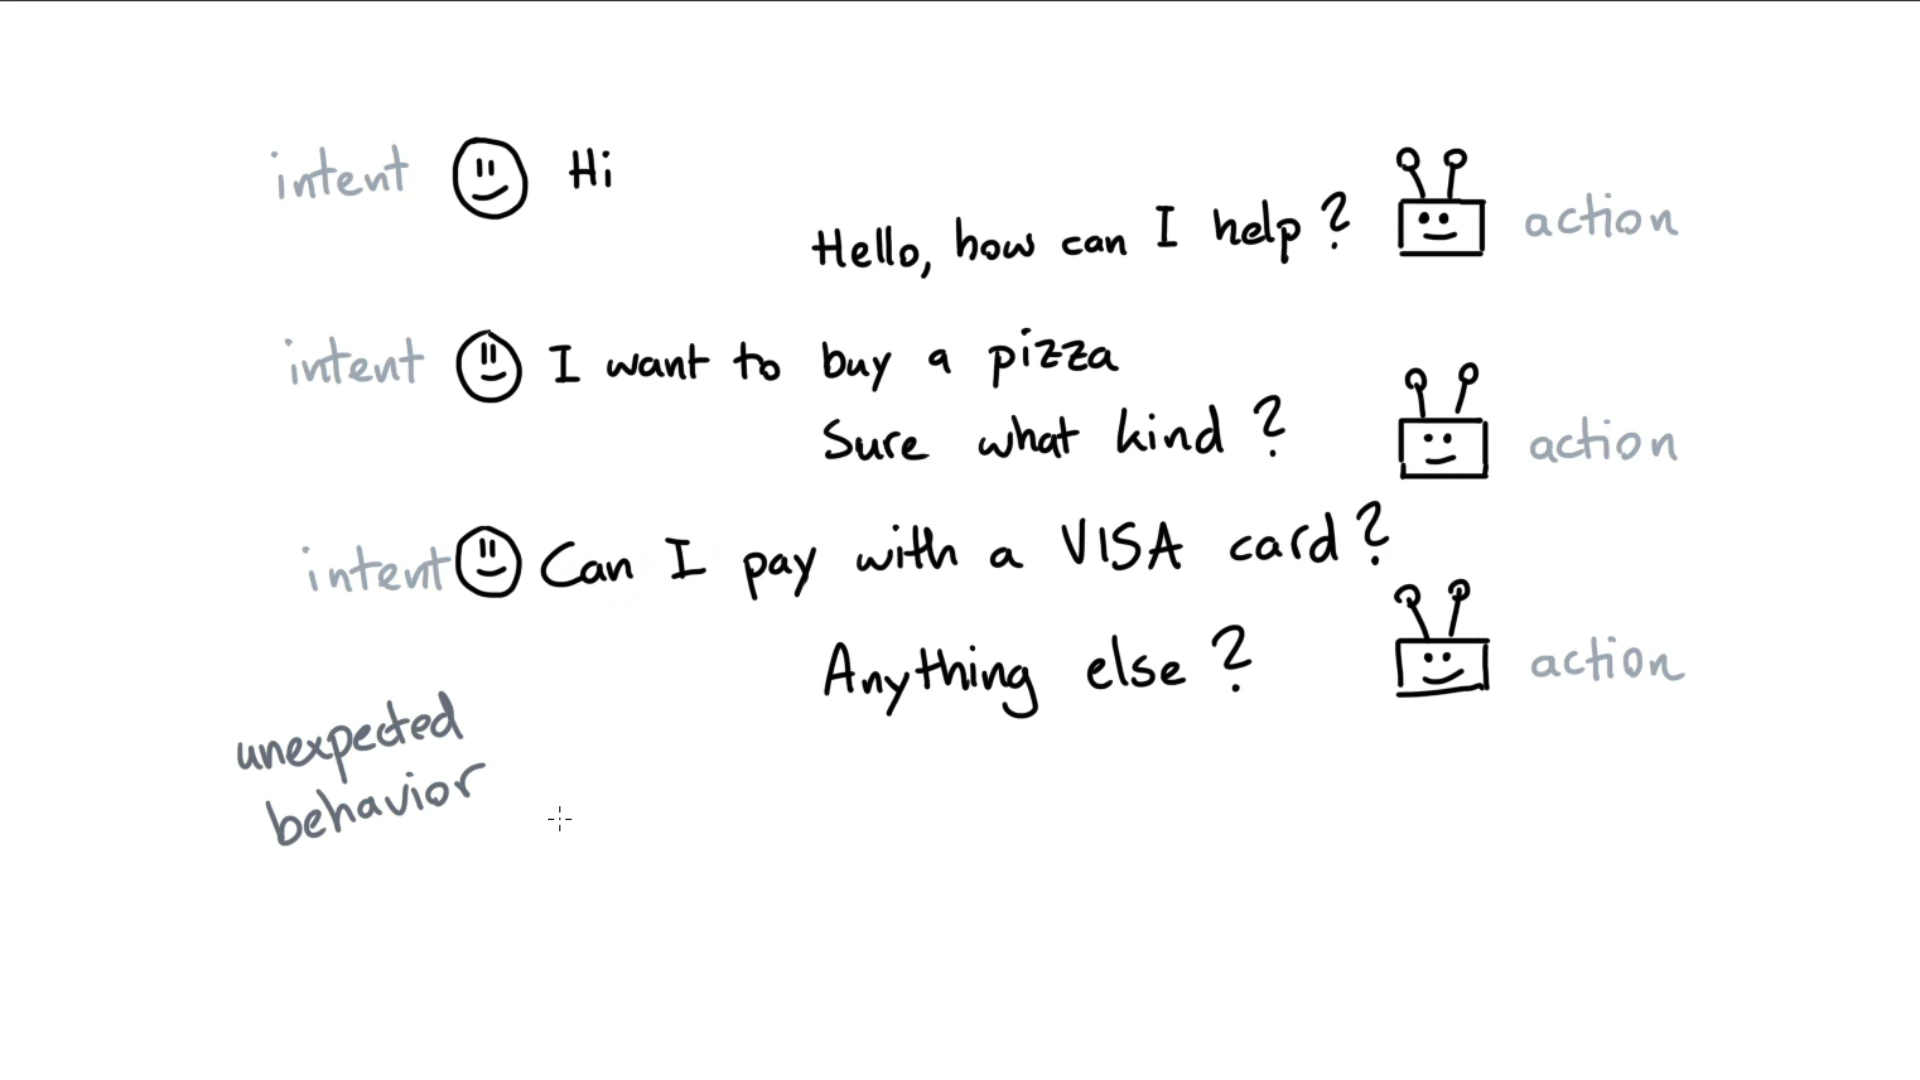 intent Hi
Hello, how can I help? action
intent I want to buy a pizza
Sure what kind? action
intent Can I pay with a VISA card?
Anything else? action
unexpected
behavior